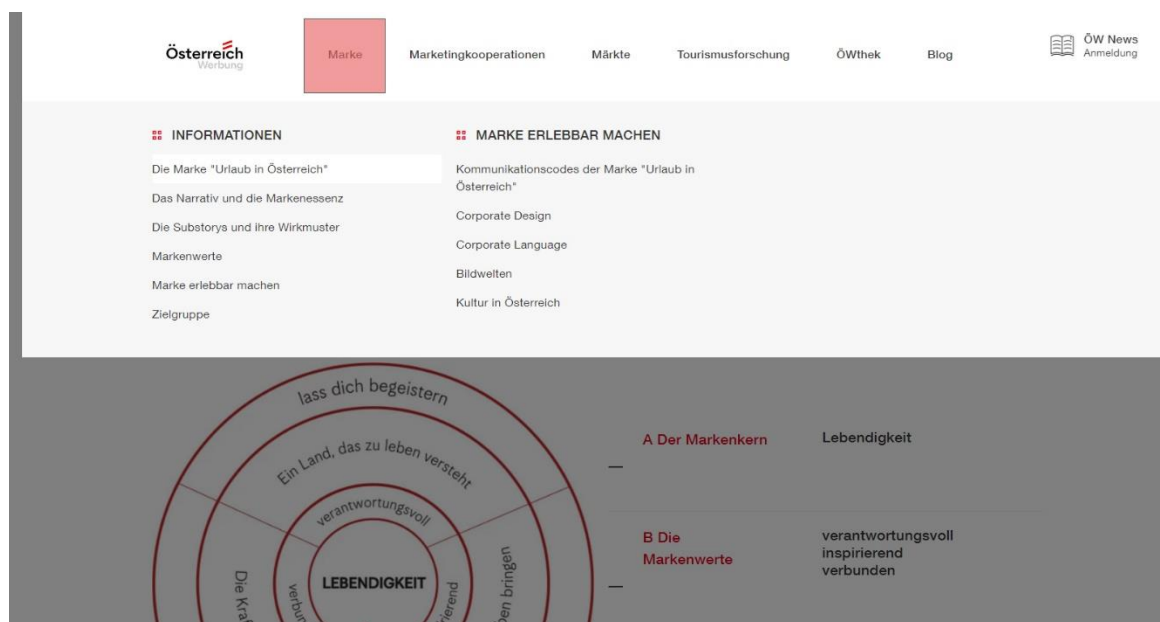 Österreich
Werbung
Marke
Marketingkooperationen
Märkte
Tourismusforschung
ÖWthek
Blog
ÖW News
Anmeldung
INFORMATIONEN
Die Marke "Urlaub in Österreich"
Das Narrativ und die Markenessenz
Die Substorys und ihre Wirkmuster
Markenwerte
Marke erlebbar machen
Zielgruppe
MARKE ERLEBBAR MACHEN
Kommunikationscodes der Marke "Urlaub in
Österreich"
Corporate Design
Corporate Language
Bildwelten
Kultur in Österreich
lass dich begeistern
Ein Land, das zu leben versteht
verantwortungsvoll
LEBENDIGKEIT
Die
bringen
A Der Markenkern
Lebendigkeit
B Die
Markenwerte
verantwortungsvoll
inspirierend
verbunden